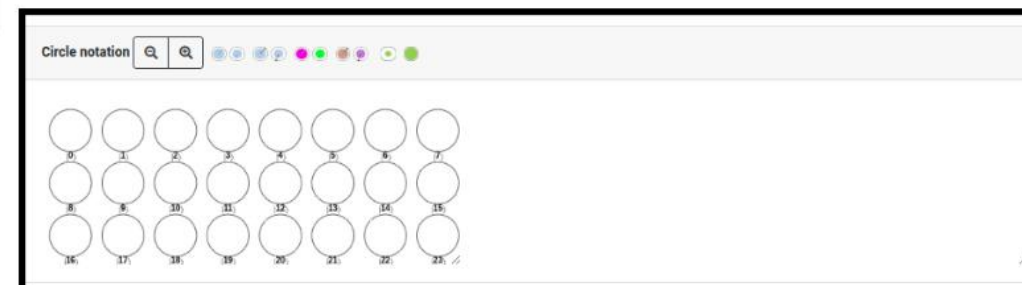 Circle notation
|0⟩ |1⟩ |2⟩ |3⟩ |4⟩ |5⟩ |6⟩ |7⟩
|8⟩ |9⟩ |10⟩ |11⟩ |12⟩ |13⟩ |14⟩ |15⟩
|16⟩ |17⟩ |18⟩ |19⟩ |20⟩ |21⟩ |22⟩ |23⟩